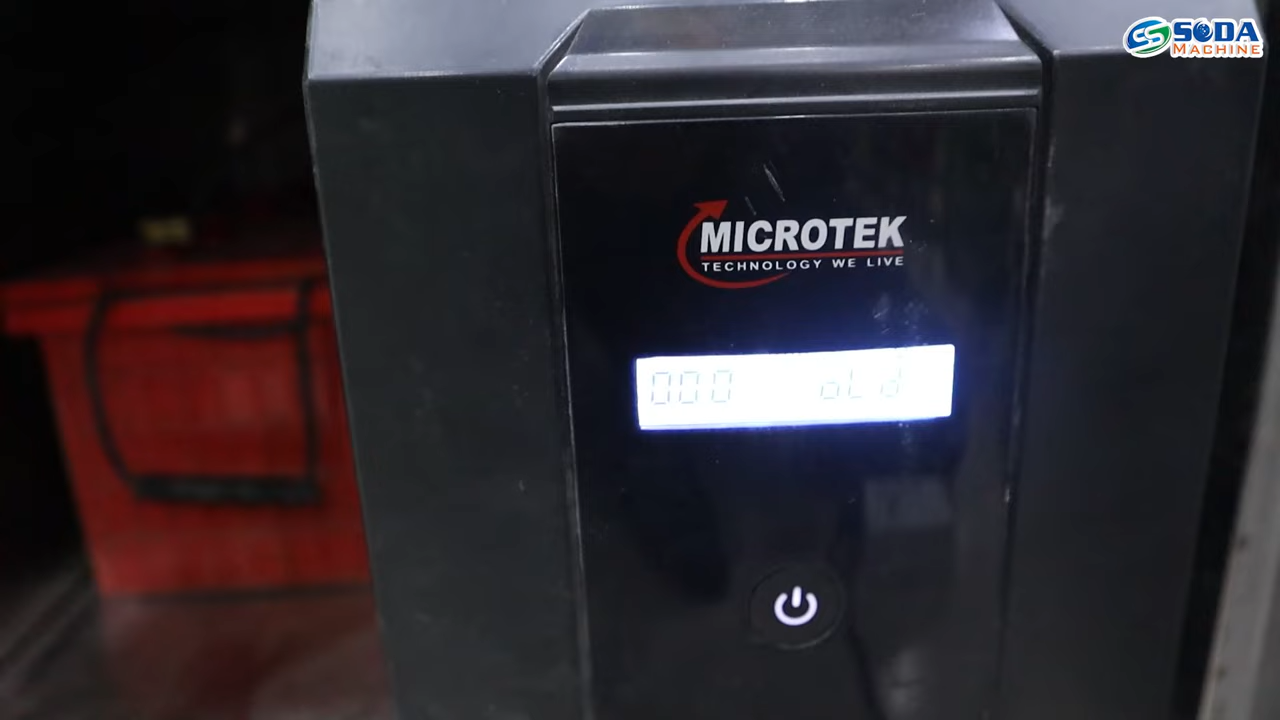 SODA
MACHINE
MICROTEK
TECHNOLOGY WE LIVE
000 oLd